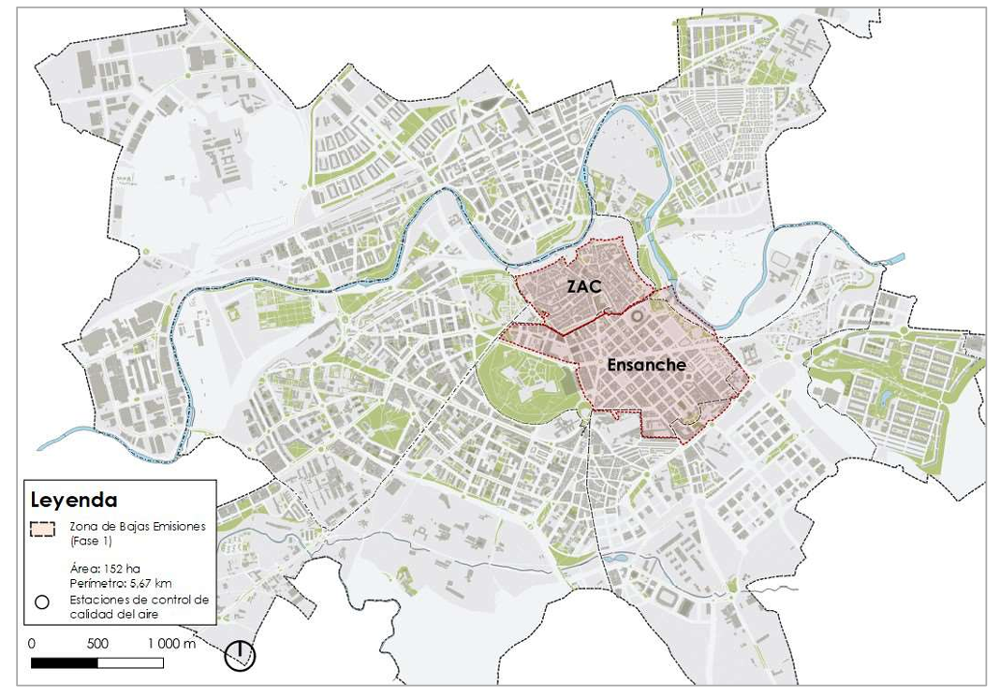 ZAC
Ensanche
Leyenda
Zona de Bajas Emisiones
(Fase 1)
Área: 152 ha
Perímetro: 5,67 km
Estaciones de control de
calidad del aire
0 500 1 000 m